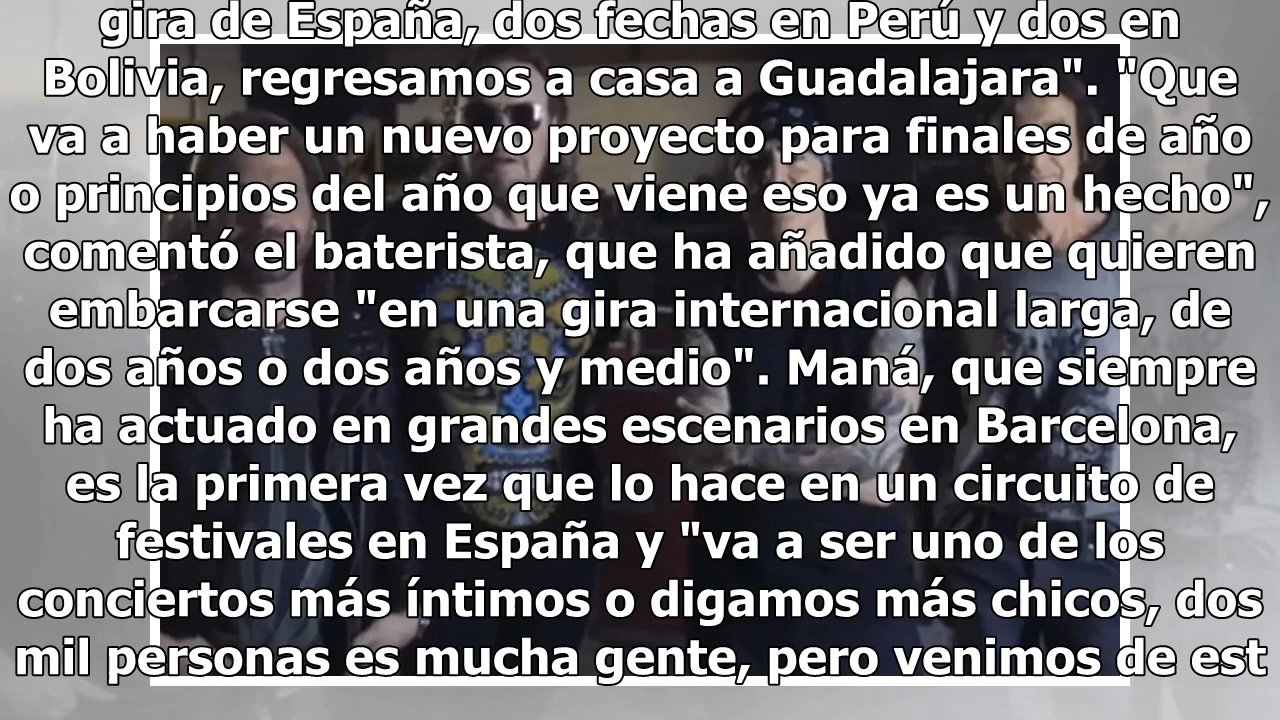 gira de España, dos fechas en Perú y dos en
Bolivia, regresamos a casa a Guadalajara". "Que
va a haber un nuevo proyecto para finales de año
o principios del año que viene eso ya es un hecho",
comentó el baterista, que ha añadido que quieren
embarcarse "en una gira internacional larga, de
dos años o dos años y medio". Maná, que siempre
ha actuado en grandes escenarios en Barcelona,
es la primera vez que lo hace en un circuito de
festivales en España y "va a ser uno de los
conciertos más íntimos o digamos más chicos, dos
mil personas es mucha gente, pero venimos de est